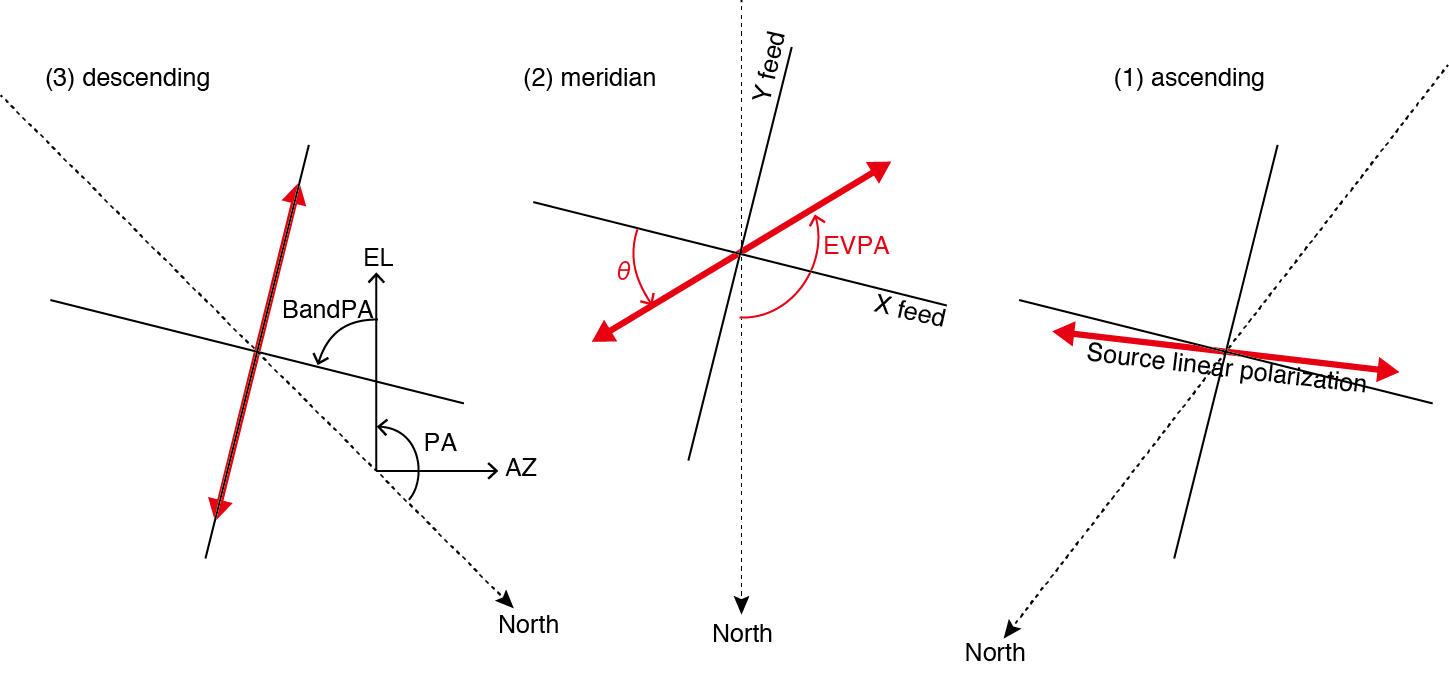 (3) descending
(2) meridian
(1) ascending
Y feed
EL
BandPA
θ
EVPA
X feed
Source linear polarization
PA
AZ
North
North
North